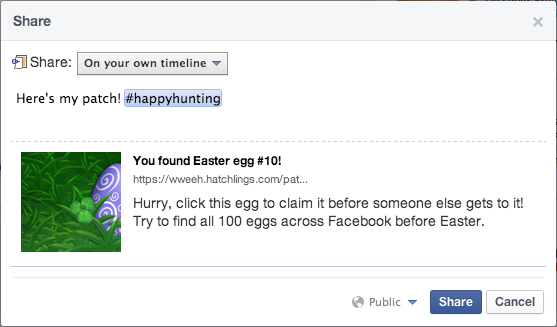 Share
Share: On your own timeline
Here's my patch! #happyhunting
You found Easter egg #10!
https://wweeh.hatchlings.com/pat...
Hurry, click this egg to claim it before someone else gets to it!
Try to find all 100 eggs across Facebook before Easter.
Public Share Cancel